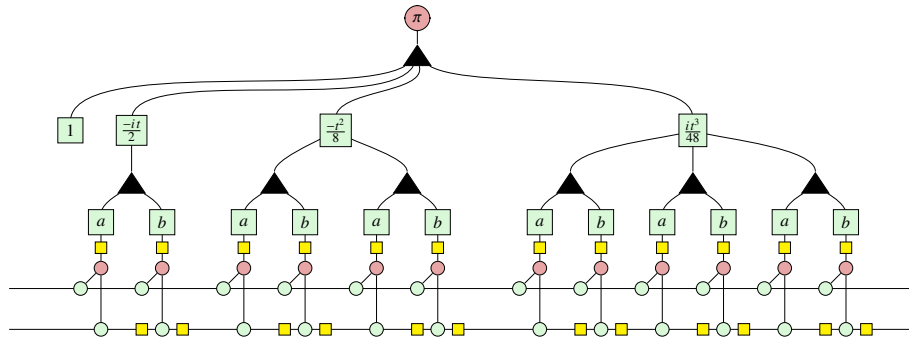 π
1 -it/2 -t²/8 it³/48
a b a b a b a b a b a b